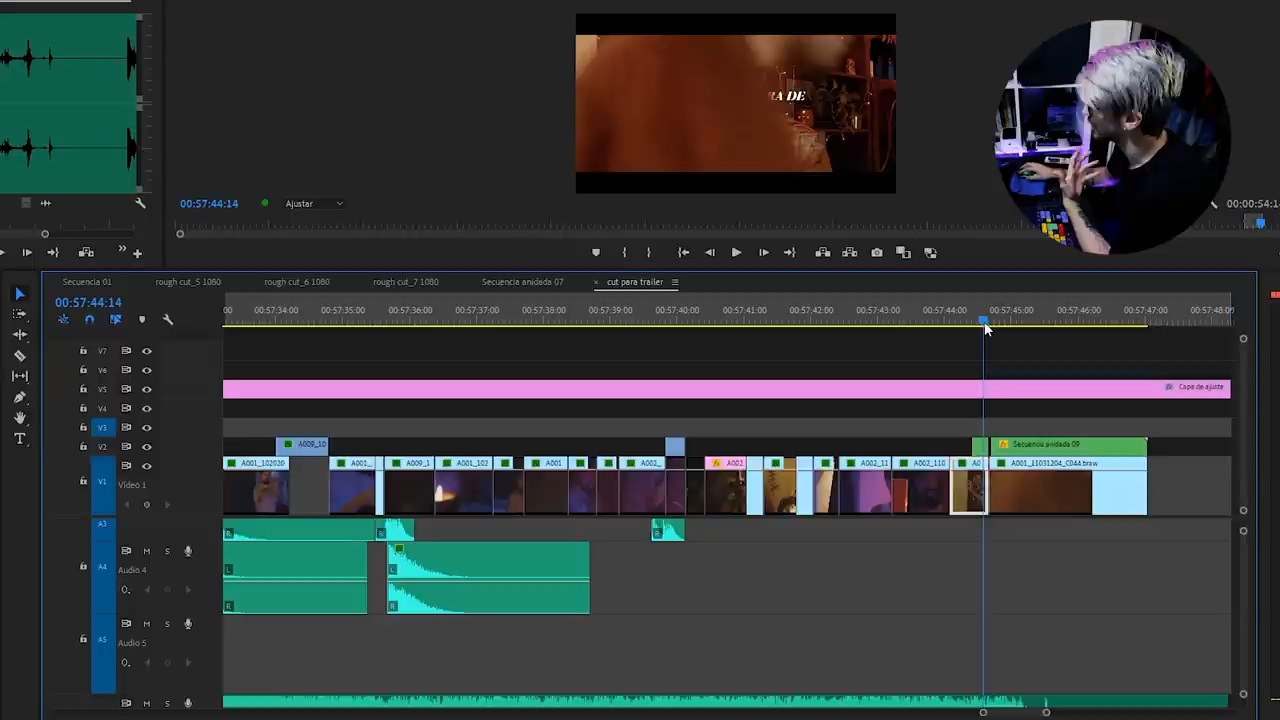 RA DE
00:57:44:14
Ajustar
00:00:54:1
Secuencia 01
rough cut_5 1080
rough cut_6 1080
rough cut_7 1080
Secuencia anidada 07
× cut para trailer
00:57:44:14
00
00:57:34:00
00:57:35:00
00:57:36:00
00:57:37:00
00:57:38:00
00:57:39:00
00:57:40:00
00:57:41:00
00:57:42:00
00:57:43:00
00:57:44:00
00:57:45:00
00:57:46:00
00:57:47:00
00:57:48:0
V7
V6
V5
fx Capa de ajuste
V4
V3
V2
A009_10
fx Secuencia anidada 09
V1
Vídeo 1
A001_102020
A001_
A009_1
A001_102
A001
A002_
fx A002
A002_11
A002_110
A0
A001_11031204_C044.braw
A3
R
R
R
A4
M S
Audio 4
L
R
L
R
A5
M S
Audio 5
M S